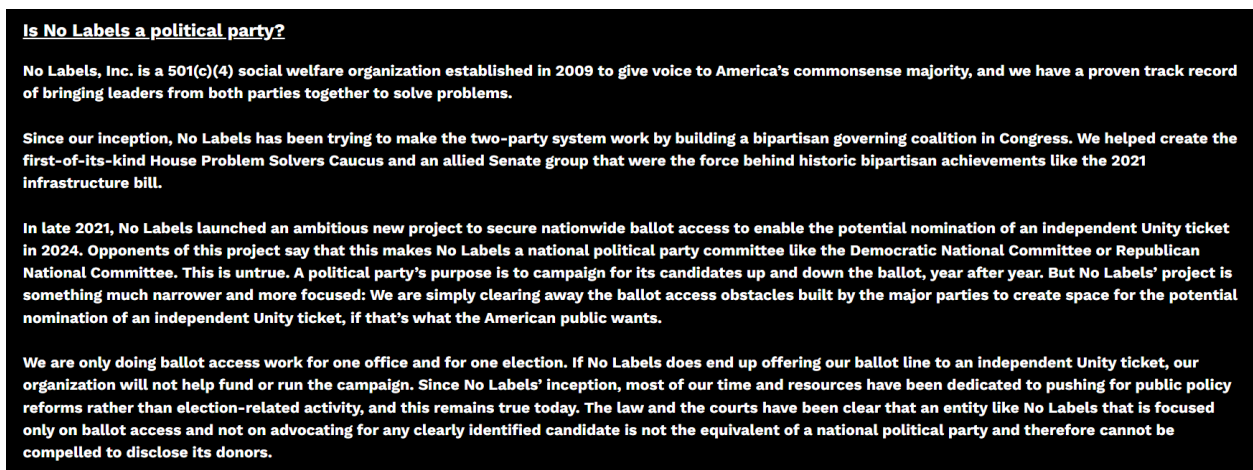 Is No Labels a political party?
No Labels, Inc. is a 501(c)(4) social welfare organization established in 2009 to give voice to America’s commonsense majority, and we have a proven track record
of bringing leaders from both parties together to solve problems.
Since our inception, No Labels has been trying to make the two-party system work by building a bipartisan governing coalition in Congress. We helped create the
first-of-its-kind House Problem Solvers Caucus and an allied Senate group that were the force behind historic bipartisan achievements like the 2021
infrastructure bill.
In late 2021, No Labels launched an ambitious new project to secure nationwide ballot access to enable the potential nomination of an independent Unity ticket
in 2024. Opponents of this project say that this makes No Labels a national political party committee like the Democratic National Committee or Republican
National Committee. This is untrue. A political party’s purpose is to campaign for its candidates up and down the ballot, year after year. But No Labels’ project is
something much narrower and more focused: We are simply clearing away the ballot access obstacles built by the major parties to create space for the potential
nomination of an independent Unity ticket, if that’s what the American public wants.
We are only doing ballot access work for one office and for one election. If No Labels does end up offering our ballot line to an independent Unity ticket, our
organization will not help fund or run the campaign. Since No Labels’ inception, most of our time and resources have been dedicated to pushing for public policy
reforms rather than election-related activity, and this remains true today. The law and the courts have been clear that an entity like No Labels that is focused
only on ballot access and not on advocating for any clearly identified candidate is not the equivalent of a national political party and therefore cannot be
compelled to disclose its donors.